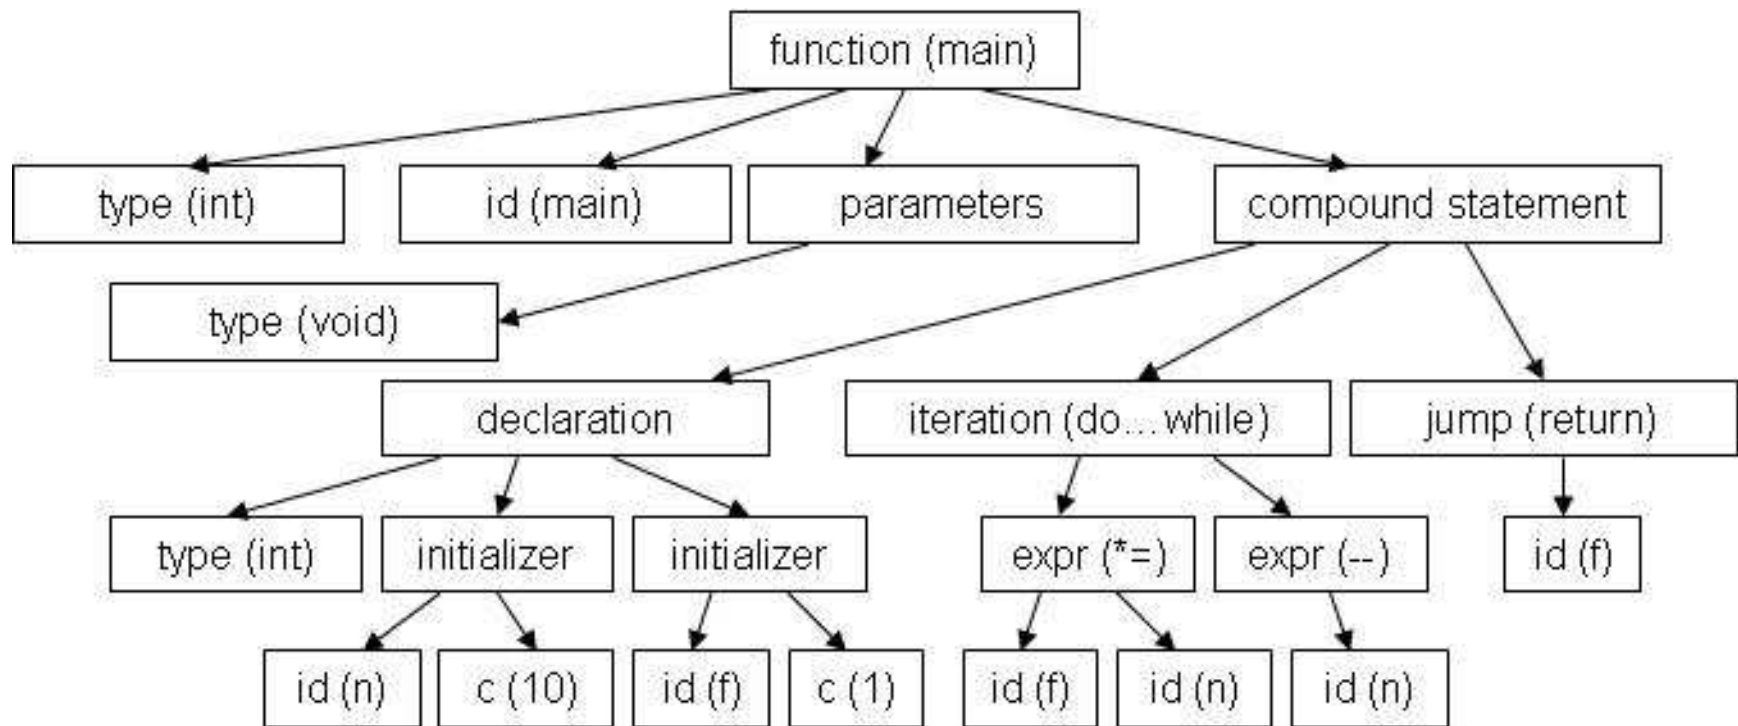 function (main)
type (int)
id (main)
parameters
compound statement
type (void)
declaration
iteration (do...while)
jump (return)
type (int)
initializer
initializer
expr (*=)
expr (--)
id (f)
id (n)
c (10)
id (f)
c (1)
id (f)
id (n)
id (n)